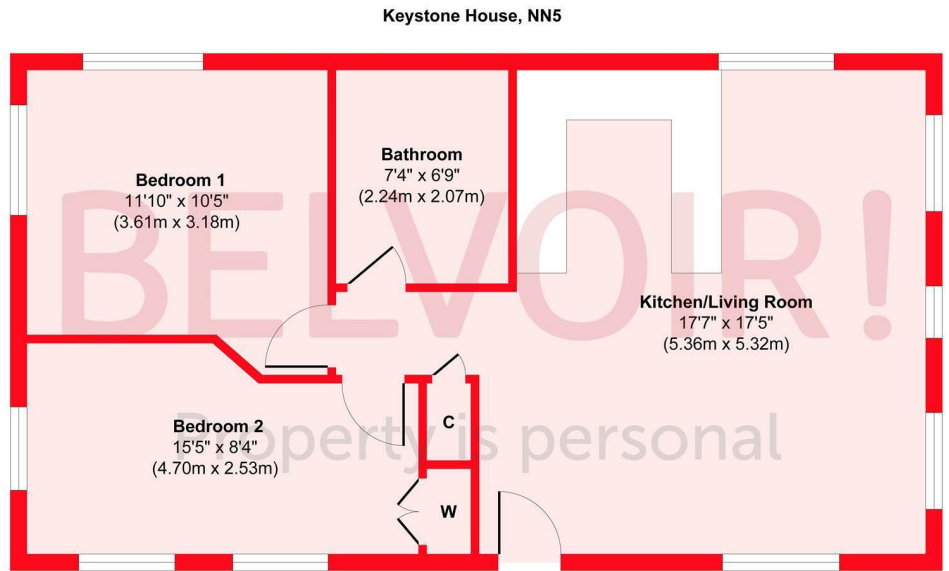 Keystone House, NN5
Bedroom 1
11'10" x 10'5"
(3.61m x 3.18m)
Bathroom
7'4" x 6'9"
(2.24m x 2.07m)
BELVOIR!
Kitchen/Living Room
17'7" x 17'5"
(5.36m x 5.32m)
Bedroom 2
15'5" x 8'4"
(4.70m x 2.53m)
C
Property is personal
W